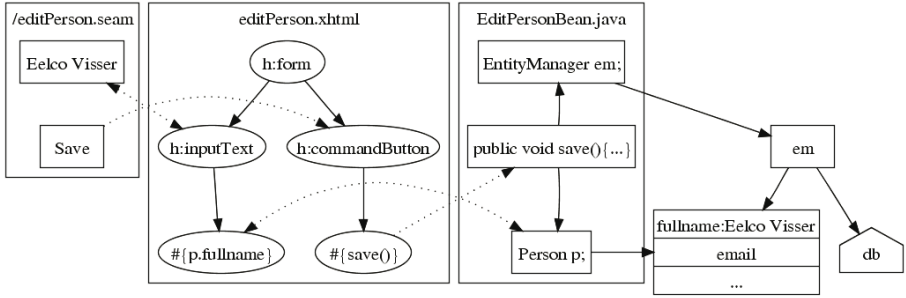 /editPerson.seam
Eelco Visser
Save
editPerson.xhtml
h:form
h:inputText
h:commandButton
#{p.fullname}
#{save()}
EditPersonBean.java
EntityManager em;
public void save(){...}
Person p;
em
fullname:Eelco Visser
email
...
db